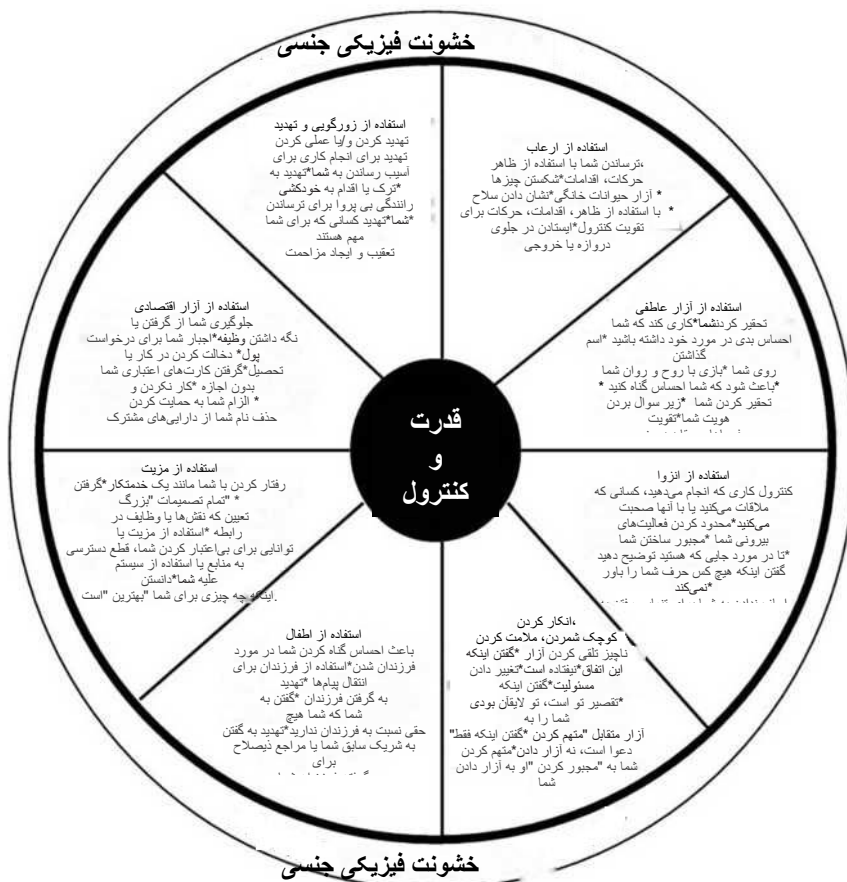 خشونت فیزیکی جنسی
استفاده از ارعاب
،ترساندن شما با استفاده از ظاهر
حرکات، اقدامات*شکستن چیزها
* آزار حیوانات خانگی*نشان دادن سلاح
* با استفاده از ظاهر، اقدامات، حرکات برای
تقویت کنترول*ایستادن در جلوی
دروازه یا خروجی
استفاده از آزار عاطفی
تحقیر کردنشما*کاری کند که شما
احساس بدی در مورد خود داشته باشید *اسم
گذاشتن
روی شما *بازی با روح و روان شما
*باعث شود که شما احساس گناه کنید *
تحقیر کردن شما *زیر سوال بردن
هویت شما*تقویت
استفاده از انزوا
کنترول کاری که انجام می‌دهید، کسانی که
ملاقات می‌کنید یا با آنها صحبت
می‌کنید*محدود کردن فعالیت‌های
بیرونی شما *مجبور ساختن شما
*تا در مورد جایی که هستید توضیح دهید
گفتن اینکه هیچ کس حرف شما را باور
*نمی‌کند
،انکار کردن
کوچک شمردن، ملامت کردن
ناچیز تلقی کردن آزار *گفتن اینکه
این اتفاق*نیفتاده است*تغییر دادن
مسئولیت*گفتن اینکه
*تقصیر تو است، تو لایقآن بودی
شما را به
آزار متقابل "متهم کردن *گفتن اینکه فقط"
دعوا است، نه آزار دادن*متهم کردن
شما به "مجبور کردن "او به آزار دادن
شما
استفاده از اطفال
باعث احساس گناه کردن شما در مورد
فرزندان شدن*استفاده از فرزندان برای
انتقال پیام‌ها *تهدید
به گرفتن فرزندان *گفتن به
شما که شما هیچ
حقی نسبت به فرزندان ندارید*تهدید به گفتن
به شریک سابق شما یا مراجع ذیصلاح
برای
استفاده از مزیت
رفتار کردن با شما مانند یک خدمتکار*گرفتن
* "تمام تصمیمات "بزرگ
تعیین که نقش‌ها یا وظایف در
رابطه *استفاده از مزیت یا
توانایی برای بی‌اعتبار کردن شما، قطع دسترسی
به منابع یا استفاده از سیستم
علیه شما*دانستن
اینکه چه چیزی برای شما "بهترین "است.
استفاده از آزار اقتصادی
جلوگیری شما از گرفتن یا
نگه داشتن وظیفه*اجبار شما برای درخواست
پول* دخالت کردن در کار یا
تحصیل*گرفتن کارت‌های اعتباری شما
بدون اجازه *کار نکردن و
* الزام شما به حمایت کردن
حذف نام شما از دارایی‌های مشترک
استفاده از زورگویی و تهدید
تهدید کردن و/یا عملی کردن
تهدید برای انجام کاری برای
آسیب رساندن به شما*تهدید به
*ترک یا اقدام به خودکشی
رانندگی بی پروا برای ترساندن
*شما*تهدید کسانی که برای شما
مهم هستند
تعقیب و ایجاد مزاحمت
قدرت
و
کنترول
خشونت فیزیکی جنسی